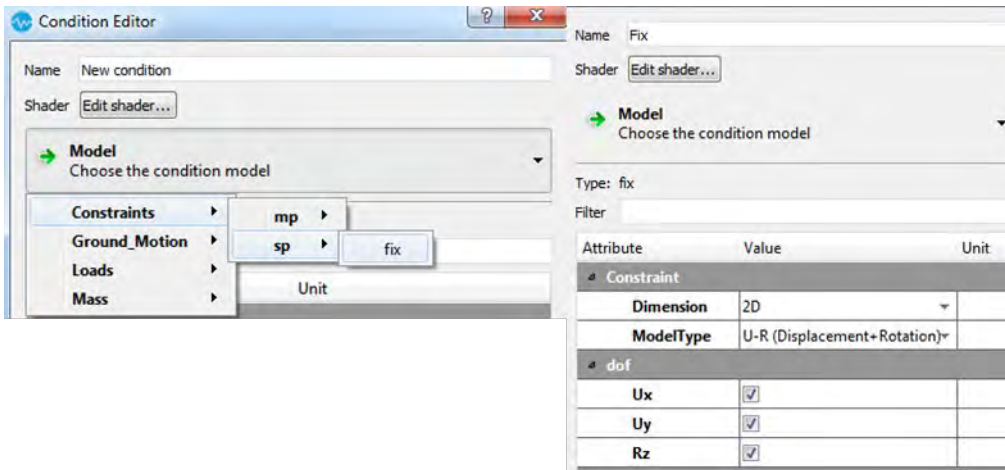 Condition Editor
?
X
Name New condition
Shader Edit shader...
Model
Choose the condition model
Constraints
Ground_Motion
Loads
Mass
mp
sp
fix
Unit
Name Fix
Shader Edit shader...
Model
Choose the condition model
Type: fix
Filter
Attribute Value Unit
Constraint
Dimension 2D
ModelType U-R (Displacement+Rotation)
dof
Ux
Uy
Rz